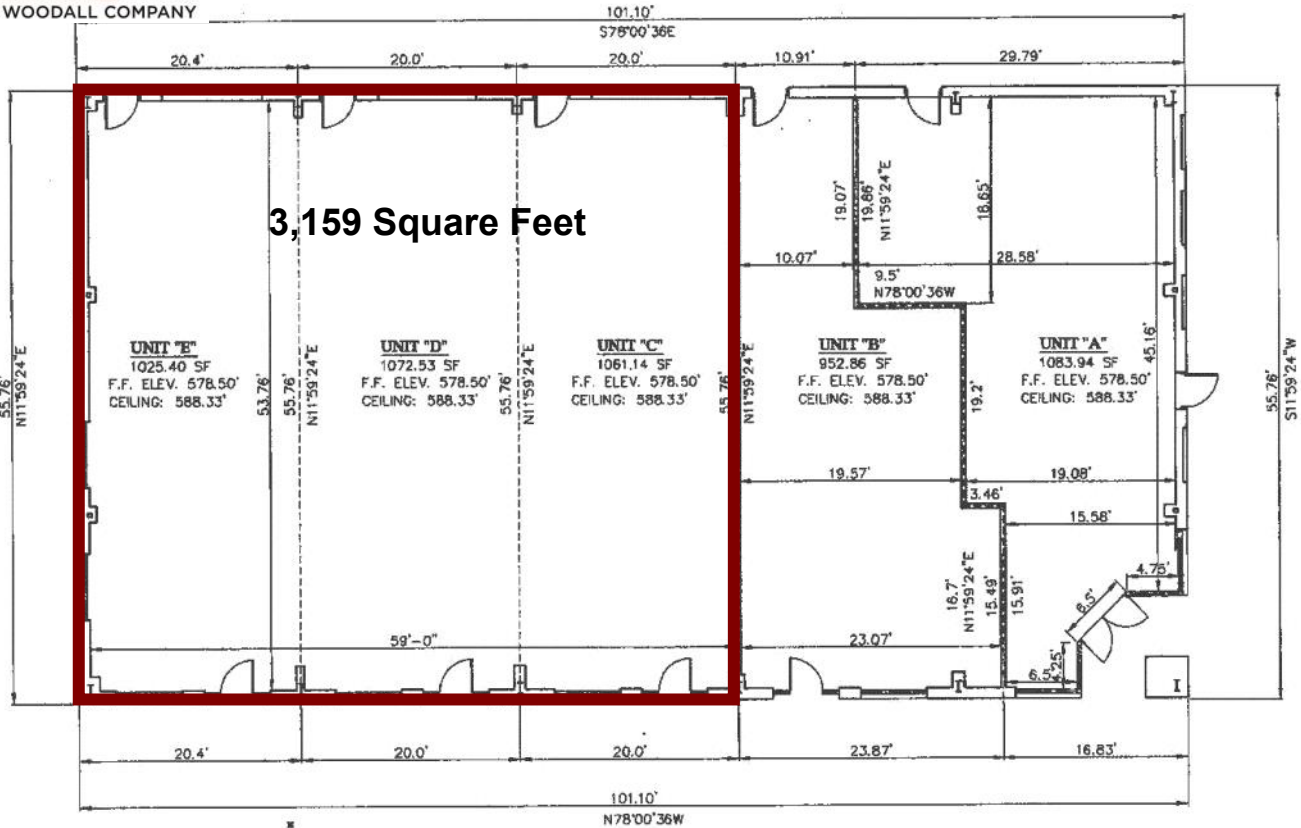 WOODALL COMPANY
101.10'
S78°00'36E
20.4'
20.0'
20.0'
10.91'
29.79'
3,159 Square Feet
55.76'
N11°59'24"E
UNIT "E"
1025.40 SF
F.F. ELEV. 578.50'
CEILING: 588.33'
53.76'
55.76'
N11°59'24"E
UNIT "D"
1072.53 SF
F.F. ELEV. 578.50'
CEILING: 588.33'
55.76'
N11°59'24"E
UNIT "C"
1061.14 SF
F.F. ELEV. 578.50'
CEILING: 588.33'
55.76'
N11°59'24"E
19.07'
19.86'
N11°59'24"E
18.65'
10.07'
28.58'
9.5'
N78°00'36W
UNIT "B"
952.86 SF
F.F. ELEV. 578.50'
CEILING: 588.33'
19.2'
UNIT "A"
1083.94 SF
F.F. ELEV. 578.50'
CEILING: 588.33'
45.16'
55.76'
S11°59'24"W
19.57'
19.08'
3.46'
15.58'
16.7'
N11°59'24"E
15.49'
15.91'
4.75'
6.5'
59'-0"
23.07'
6.5'
4.25'
I
I
20.4'
20.0'
20.0'
23.87'
16.83'
101.10'
N78°00'36W